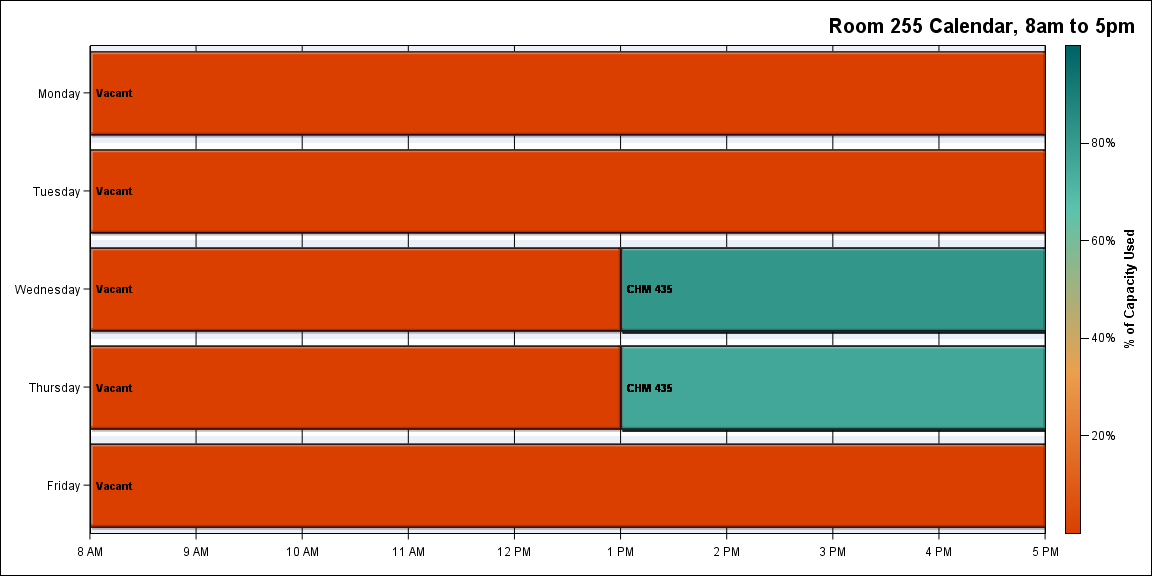 Room 255 Calendar, 8am to 5pm
Monday
Vacant
80%
Tuesday
Vacant
60%
% of Capacity Used
Wednesday
Vacant
CHM 435
40%
Thursday
Vacant
CHM 435
20%
Friday
Vacant
8 AM 9 AM 10 AM 11 AM 12 PM 1 PM 2 PM 3 PM 4 PM 5 PM